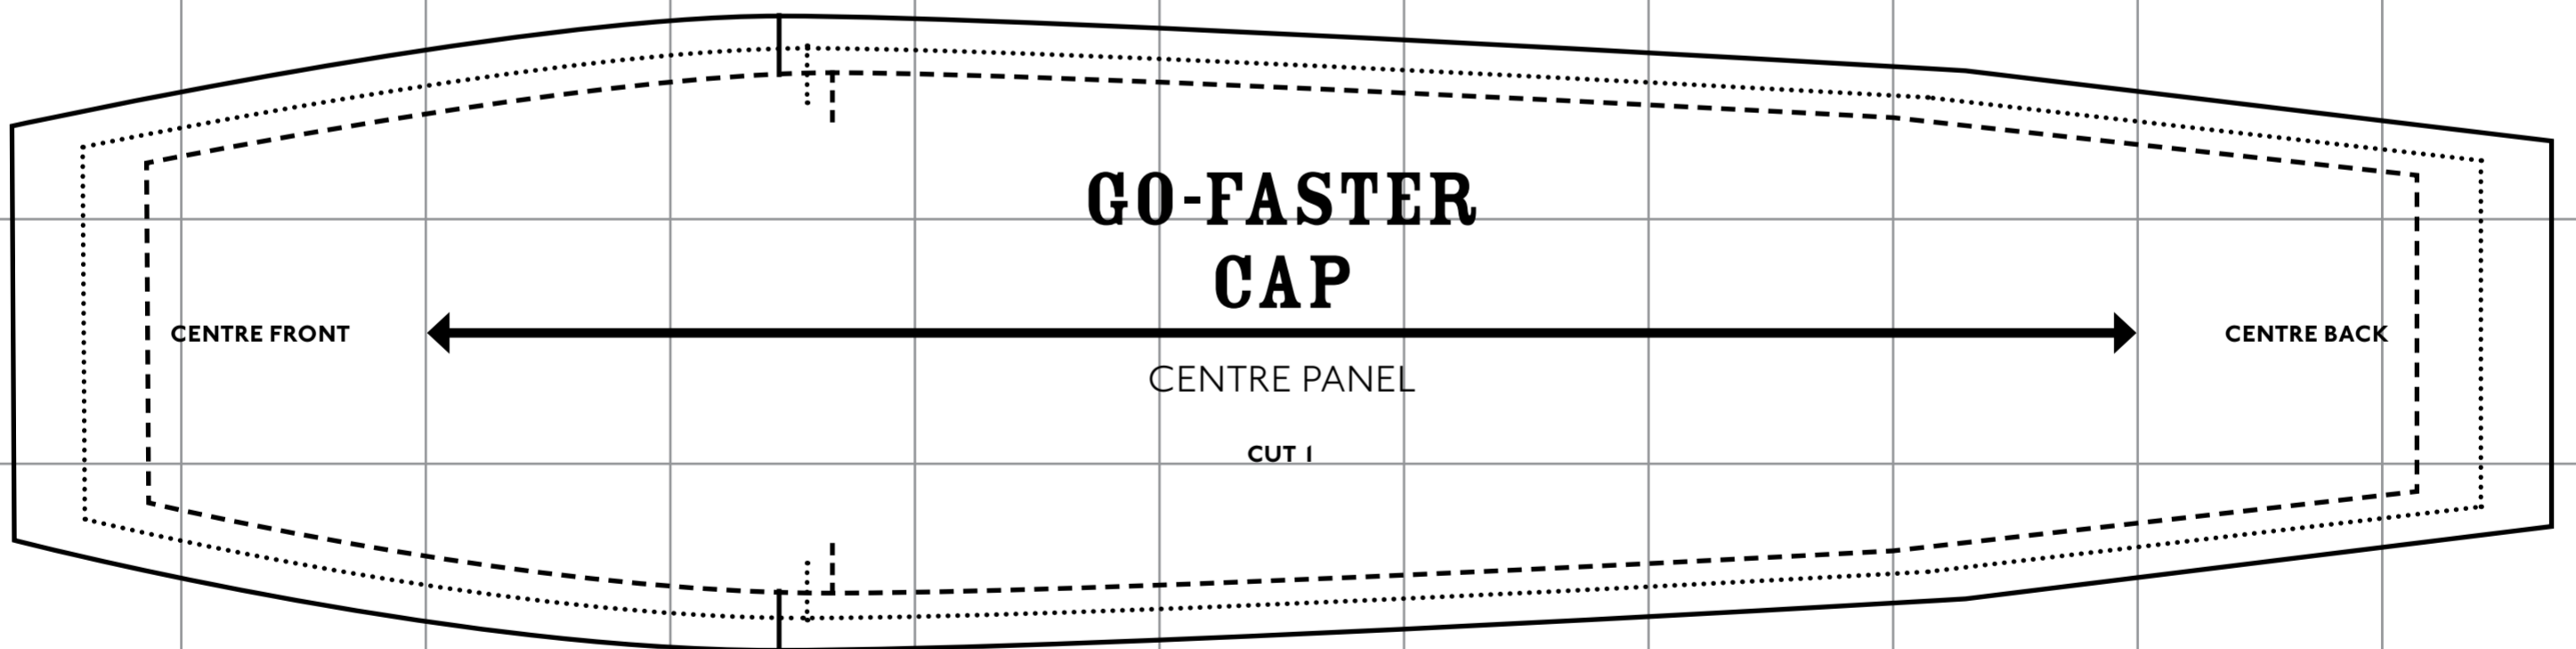 GO-FASTER
CAP
CENTRE FRONT
CENTRE BACK
CENTRE PANEL
CUT 1